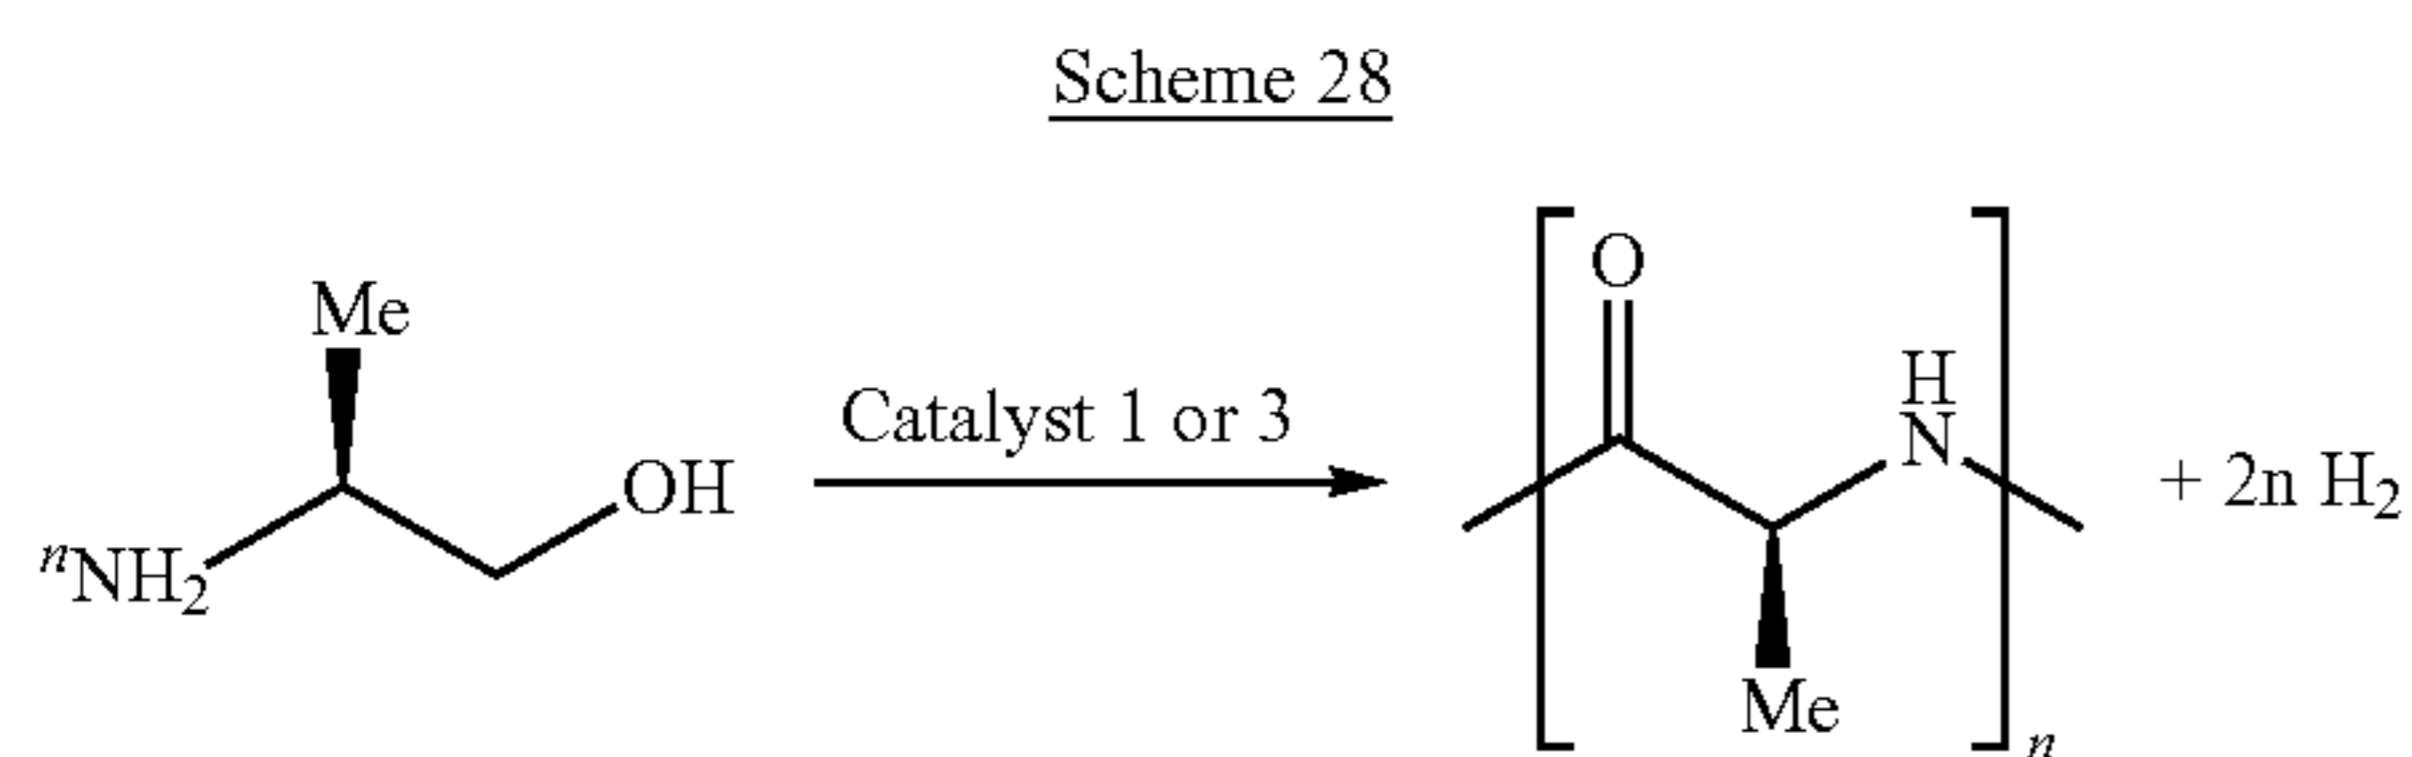 Scheme 28
Me
OH
ⁿNH₂
Catalyst 1 or 3
O
H
N
Me
n
+ 2n H₂